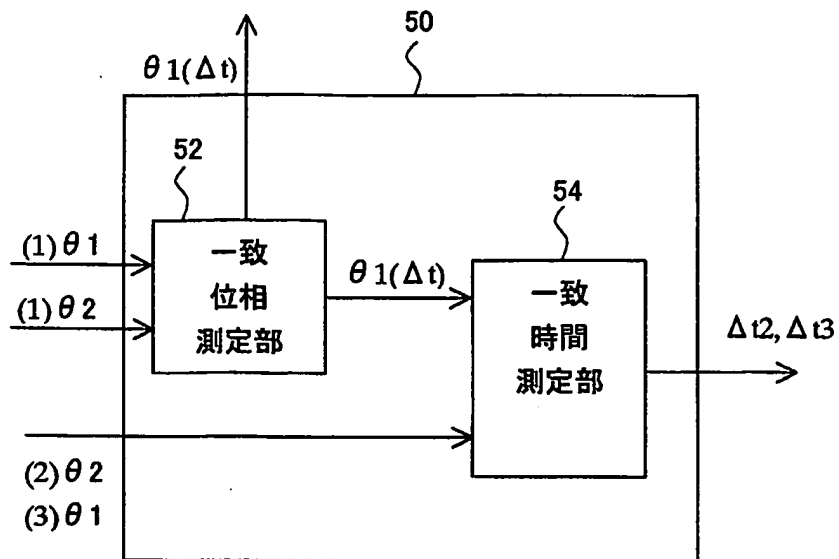 50
θ1(Δt)
52
54
(1)θ1
(1)θ2
一致
位相
測定部
θ1(Δt)
一致
時間
測定部
Δt2,Δt3
(2)θ2
(3)θ1